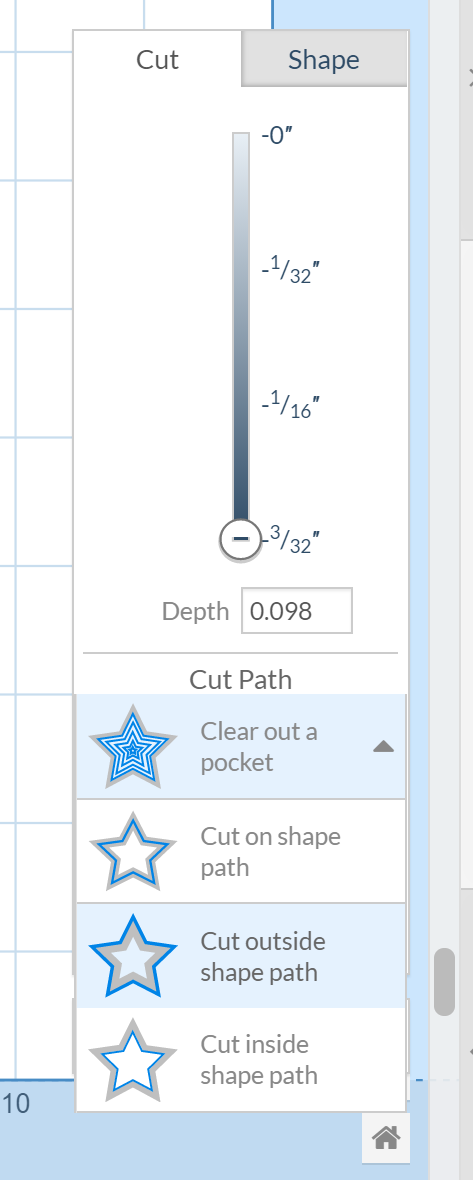 Cut
Shape
-0″
-1/32″
-1/16″
-3/32″
Depth 0.098
Cut Path
Clear out a
pocket
Cut on shape
path
Cut outside
shape path
Cut inside
shape path
10